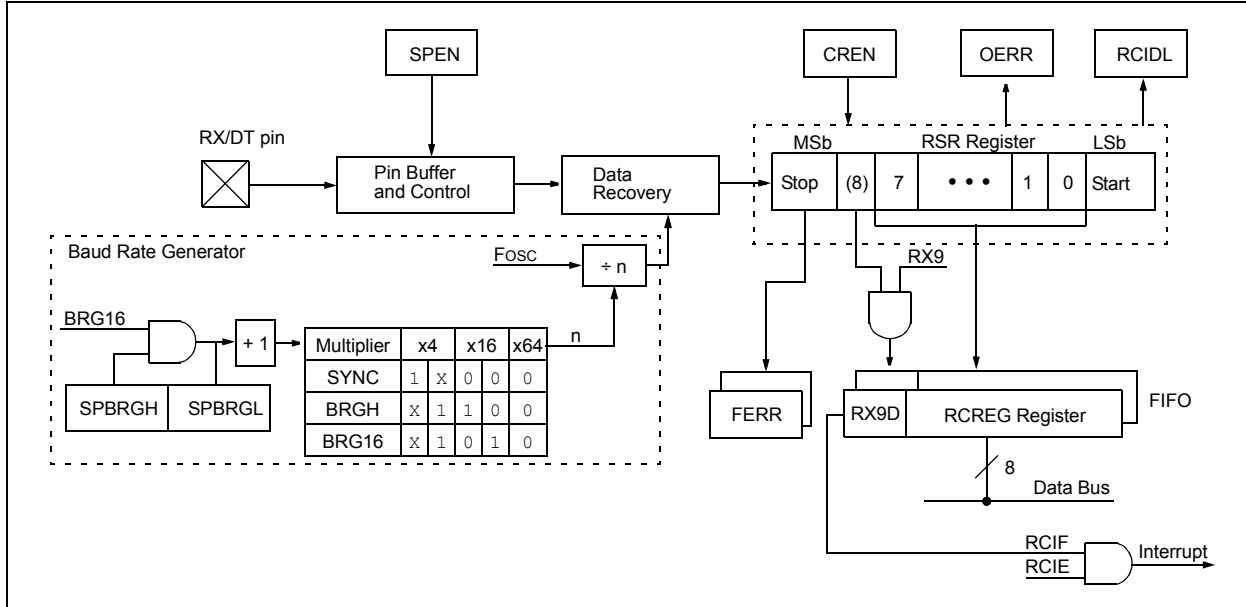 SPEN
CREN
OERR
RCIDL
RX/DT pin
Pin Buffer
and Control
Data
Recovery
MSb
RSR Register
LSb
Stop (8) 7 • • • 1 0 Start
Baud Rate Generator
FOSC
÷ n
RX9
BRG16
+ 1
n
SPBRGH SPBRGL
Multiplier x4 x16 x64
SYNC 1 X 0 0 0
BRGH X 1 1 0 0
BRG16 X 1 0 1 0
FERR
RX9D RCREG Register
FIFO
8
Data Bus
RCIF
RCIE
Interrupt